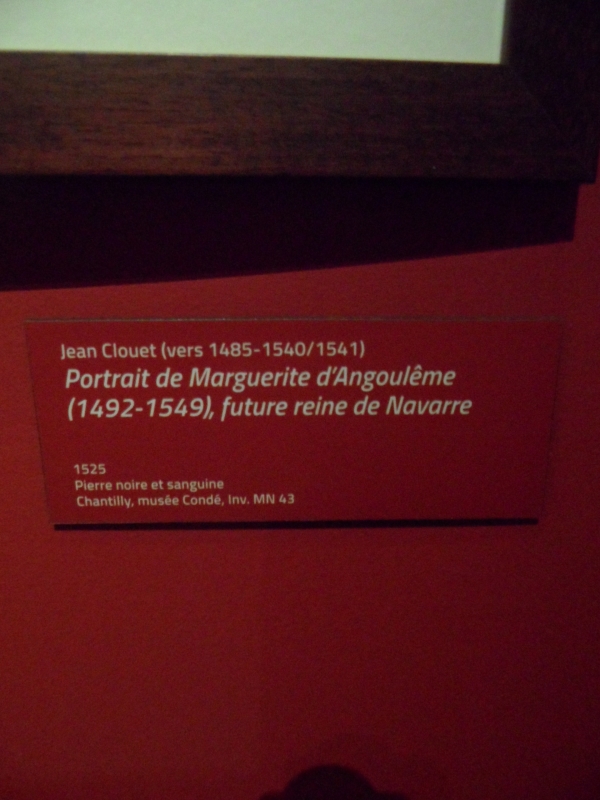 Jean Clouet (vers 1485-1540/1541)
Portrait de Marguerite d'Angoulême
(1492-1549), future reine de Navarre
1525
Pierre noire et sanguine
Chantilly, musée Condé, Inv. MN 43